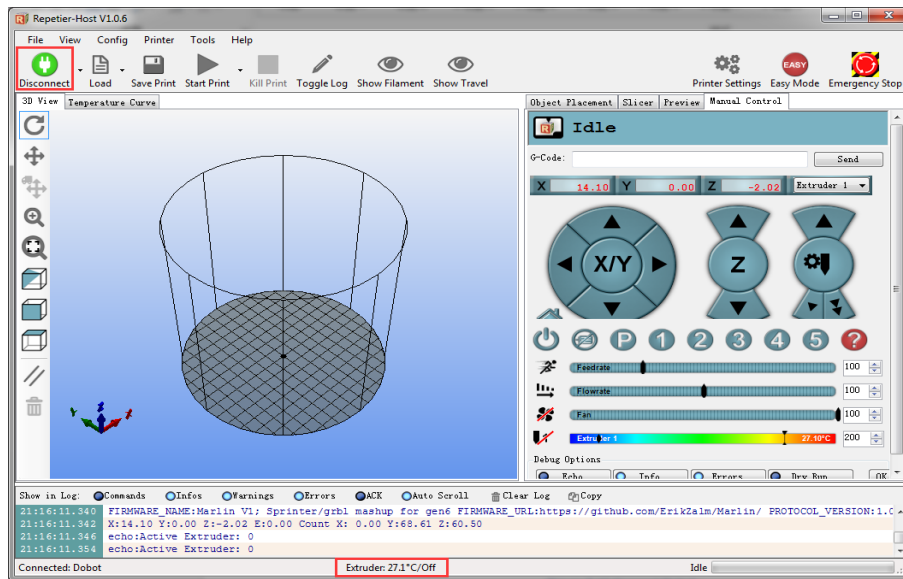 Repetier-Host V1.0.6
File View Config Printer Tools Help
Disconnect Load Save Print Start Print Kill Print Toggle Log Show Filament Show Travel Printer Settings Easy Mode Emergency Stop
EASY
3D View Temperature Curve
Object Placement Slicer Preview Manual Control
Idle
G-Code: Send
X 14.10 Y 0.00 Z -2.02 Extruder 1
X/Y Z
P 1 2 3 4 5 ?
Feedrate 100
Flowrate 100
Fan 100
Extruder 1 27.10°C 200
Debug Options
Echo Info Errors Dry Run OK
Y Z X
Show in Log: Commands Infos Warnings Errors ACK Auto Scroll Clear Log Copy
21:16:11.340 FIRMWARE_NAME:Marlin V1; Sprinter/grbl mashup for gen6 FIRMWARE_URL:https://github.com/ErikZalm/Marlin/ PROTOCOL_VERSION:1.0
21:16:11.342 X:14.10 Y:0.00 Z:-2.02 E:0.00 Count X: 0.00 Y:68.61 Z:60.50
21:16:11.346 echo:Active Extruder: 0
21:16:11.354 echo:Active Extruder: 0
Connected: Dobot Extruder: 27.1°C/Off Idle